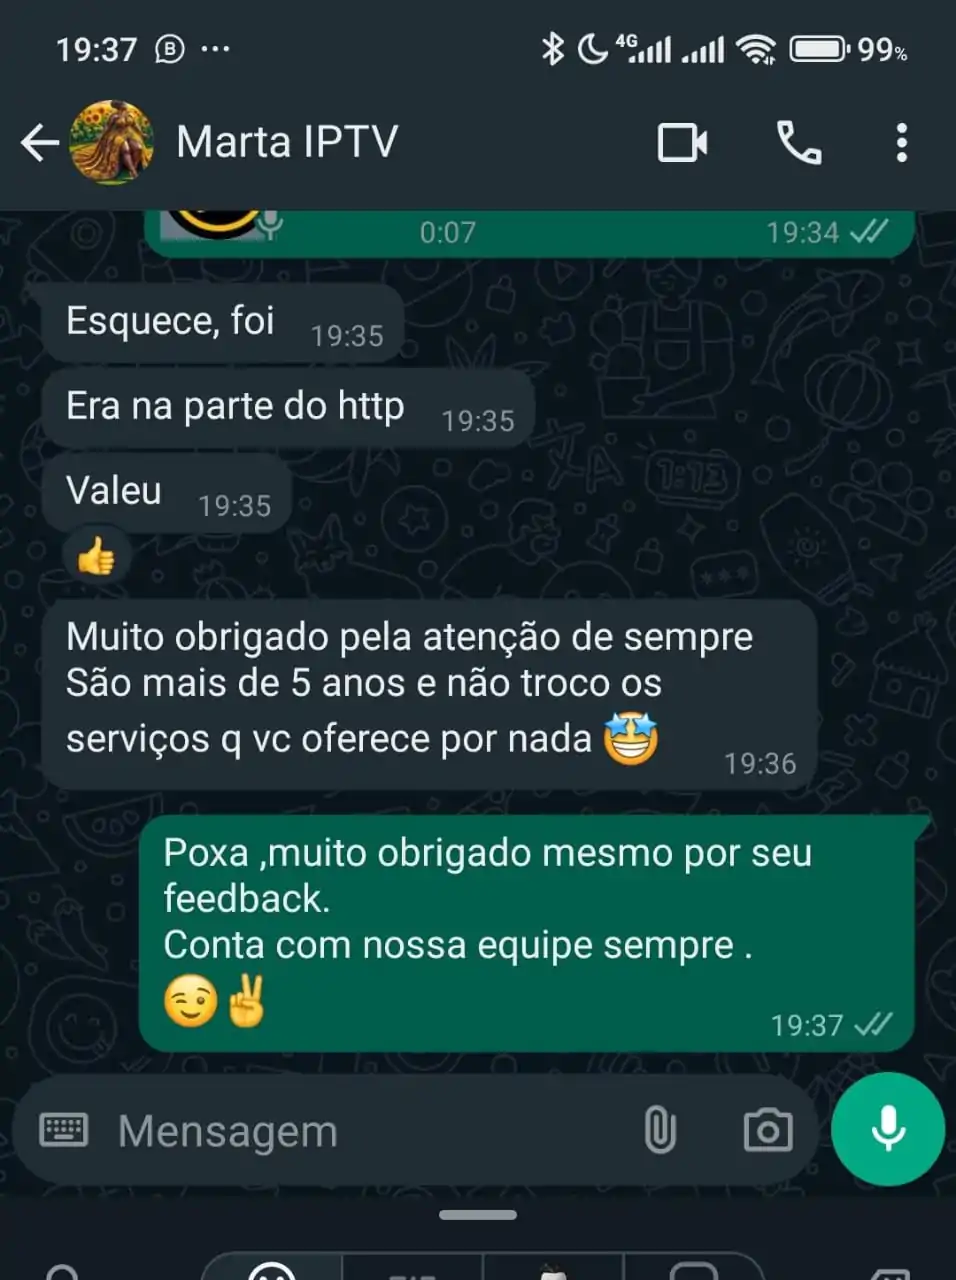 19:37
4G
99%
Marta IPTV
0:07
19:34
Esquece, foi
19:35
Era na parte do http
19:35
Valeu
19:35
Muito obrigado pela atenção de sempre
São mais de 5 anos e não troco os
serviços q vc oferece por nada 🤩
19:36
Poxa ,muito obrigado mesmo por seu
feedback.
Conta com nossa equipe sempre .
😉✌
19:37
Mensagem